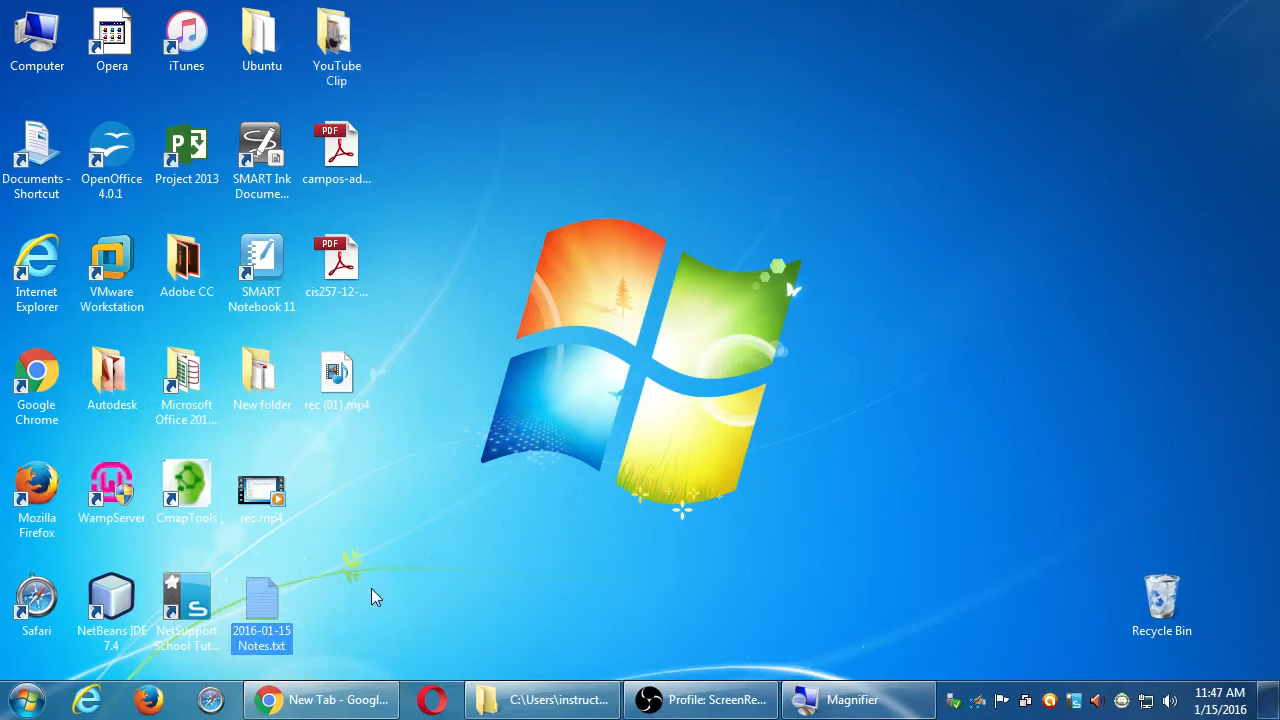 Computer
Opera
iTunes
Ubuntu
YouTube
Clip
Documents -
Shortcut
OpenOffice
4.0.1
Project 2013
SMART Ink
Docume...
PDF
campos-ad...
Internet
Explorer
VMware
Workstation
Adobe CC
SMART
Notebook 11
PDF
cis257-12-...
Google
Chrome
Autodesk
Microsoft
Office 201...
New folder
rec (01).mp4
Mozilla
Firefox
WampServer
CmapTools
rec.mp4
Safari
NetBeans IDE
7.4
NetSupport
School Tut...
2016-01-15
Notes.txt
Recycle Bin
New Tab - Googl...
C:\Users\instruct...
Profile: ScreenRe...
Magnifier
11:47 AM
1/15/2016